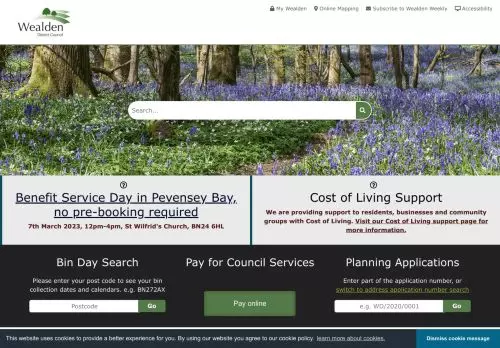 Wealden
District Council
My Wealden
Online Mapping
Subscribe to Wealden Weekly
Accessibility
Search...
Benefit Service Day in Pevensey Bay,
no pre-booking required
7th March 2023, 12pm-4pm, St Wilfrid's Church, BN24 6HL
Cost of Living Support
We are providing support to residents, businesses and community
groups with Cost of Living. Visit our Cost of Living support page for
more information.
Bin Day Search
Please enter your post code to see your bin
collection dates and calendars. e.g. BN272AX
Postcode
Go
Pay for Council Services
Pay online
Planning Applications
Enter part of the application number, or
switch to address application number search
e.g. WD/2020/0001
Go
This website uses cookies to provide a better experience for you. By using our website you agree to our cookie policy. learn more about cookies.
Dismiss cookie message